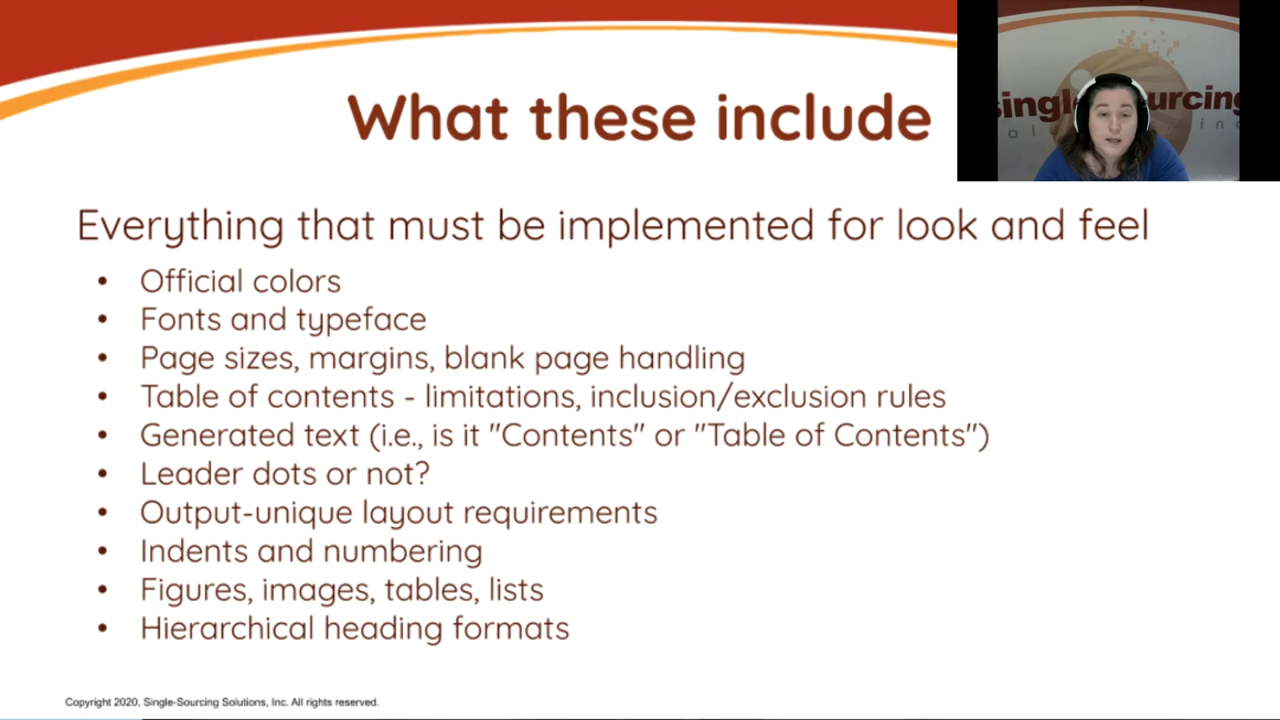 What these include
Everything that must be implemented for look and feel
• Official colors
• Fonts and typeface
• Page sizes, margins, blank page handling
• Table of contents - limitations, inclusion/exclusion rules
• Generated text (i.e., is it "Contents" or "Table of Contents")
• Leader dots or not?
• Output-unique layout requirements
• Indents and numbering
• Figures, images, tables, lists
• Hierarchical heading formats
Copyright 2020, Single-Sourcing Solutions, Inc. All rights reserved.